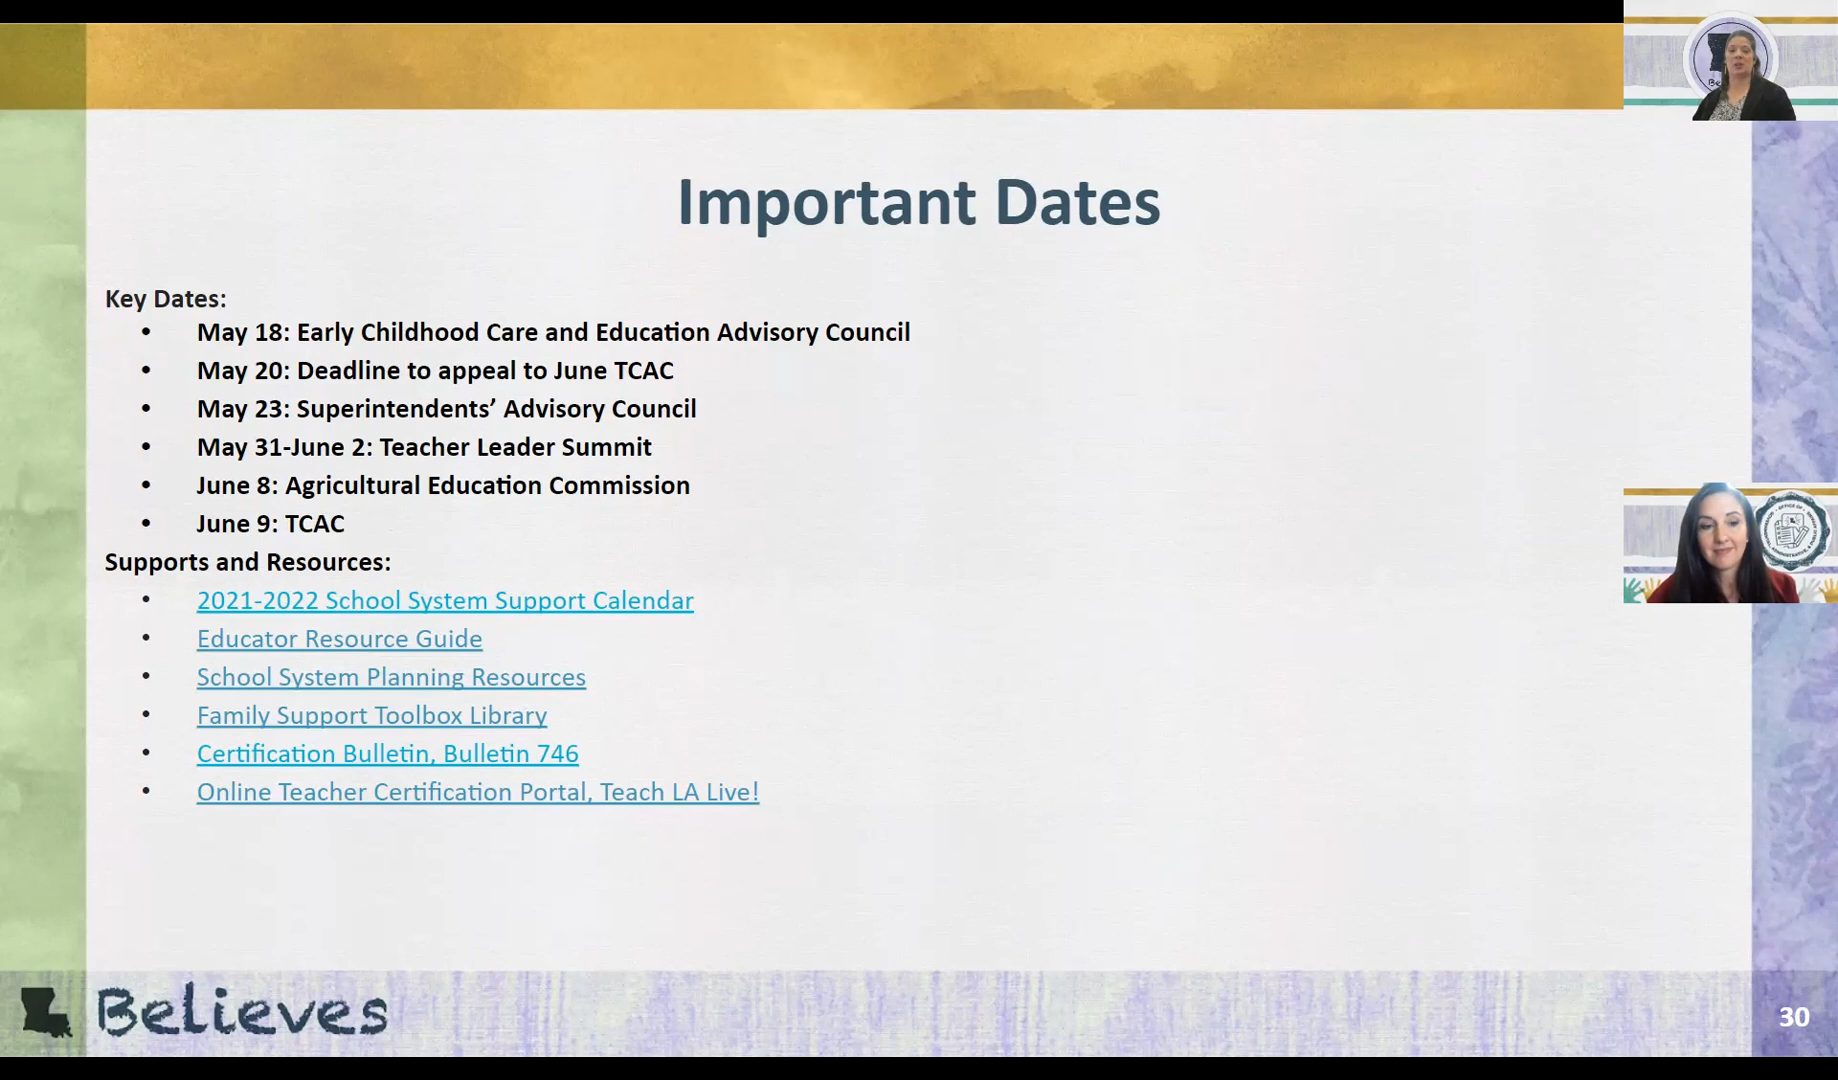 Important Dates
Key Dates:
• May 18: Early Childhood Care and Education Advisory Council
• May 20: Deadline to appeal to June TCAC
• May 23: Superintendents’ Advisory Council
• May 31-June 2: Teacher Leader Summit
• June 8: Agricultural Education Commission
• June 9: TCAC
Supports and Resources:
• 2021-2022 School System Support Calendar
• Educator Resource Guide
• School System Planning Resources
• Family Support Toolbox Library
• Certification Bulletin, Bulletin 746
• Online Teacher Certification Portal, Teach LA Live!
Believes
30